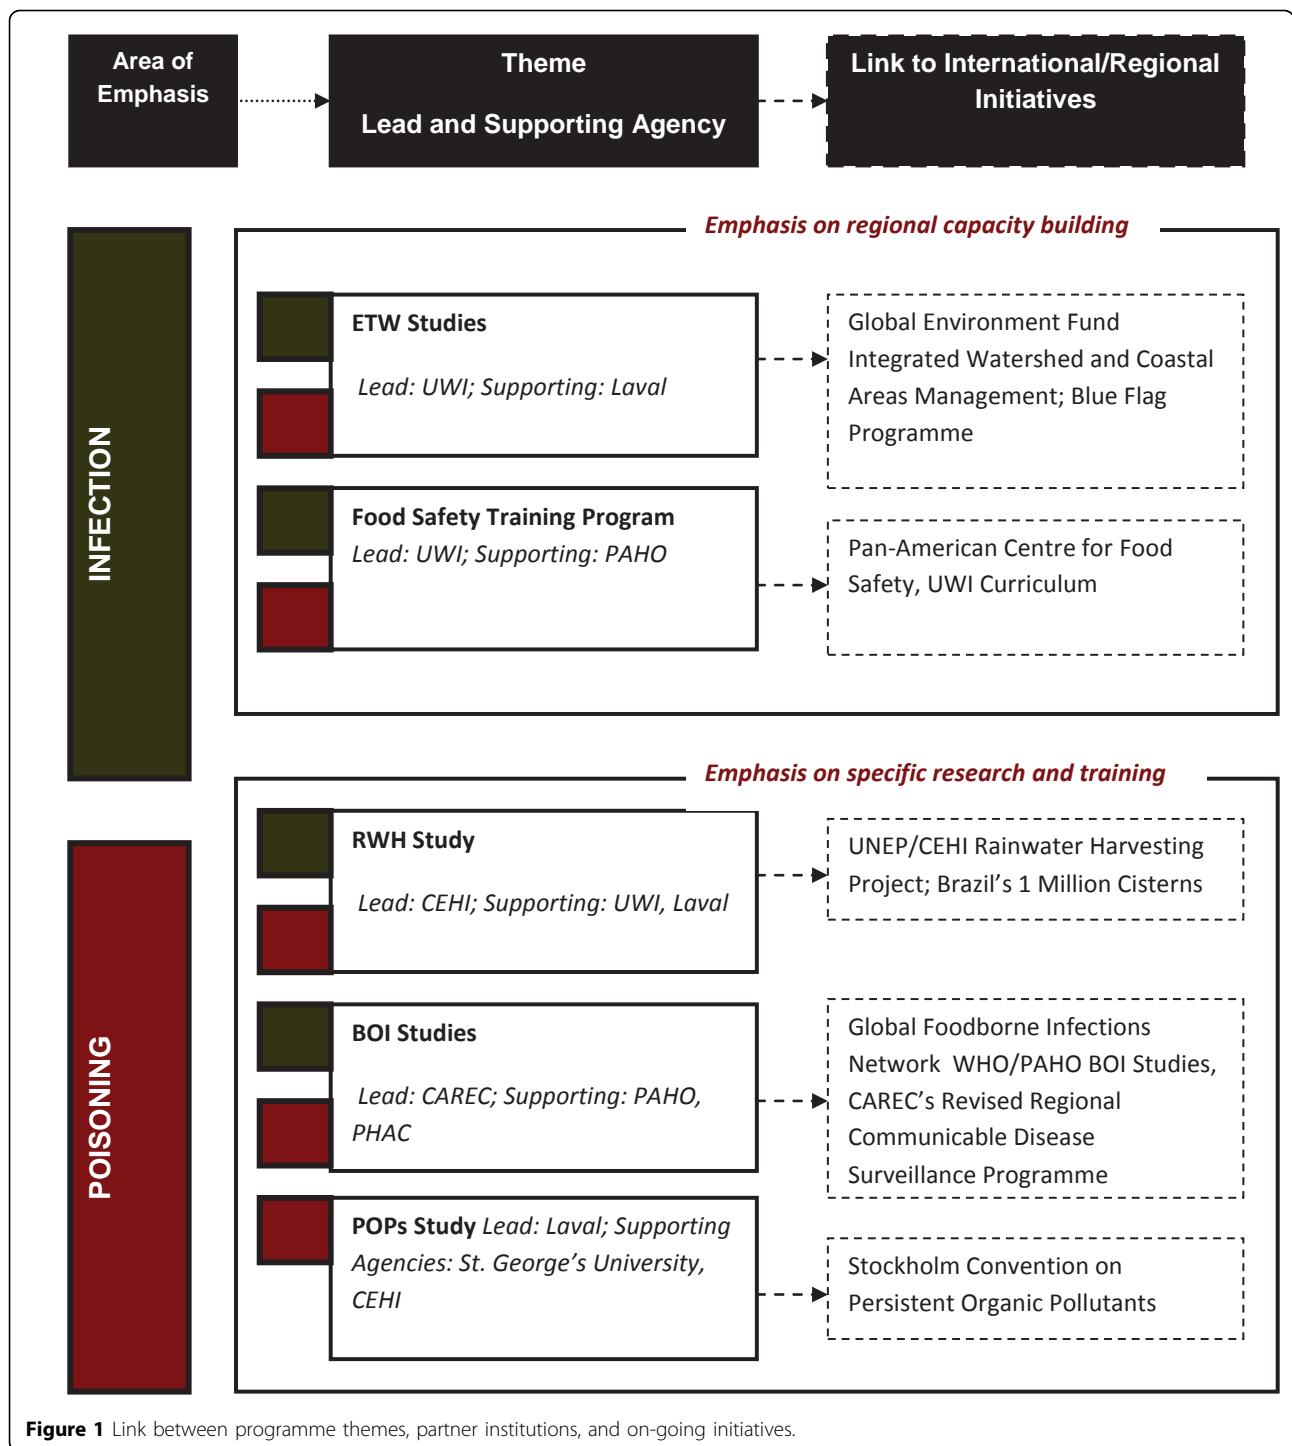 Area of
Emphasis
Theme
Lead and Supporting Agency
Link to International/Regional
Initiatives
INFECTION
Emphasis on regional capacity building
ETW Studies
Lead: UWI; Supporting: Laval
Global Environment Fund
Integrated Watershed and Coastal
Areas Management; Blue Flag
Programme
Food Safety Training Program
Lead: UWI; Supporting: PAHO
Pan-American Centre for Food
Safety, UWI Curriculum
POISONING
Emphasis on specific research and training
RWH Study
Lead: CEHI; Supporting: UWI, Laval
UNEP/CEHI Rainwater Harvesting
Project; Brazil’s 1 Million Cisterns
BOI Studies
Lead: CAREC; Supporting: PAHO,
PHAC
Global Foodborne Infections
Network WHO/PAHO BOI Studies,
CAREC’s Revised Regional
Communicable Disease
Surveillance Programme
POPs Study Lead: Laval; Supporting
Agencies: St. George’s University,
CEHI
Stockholm Convention on
Persistent Organic Pollutants
Figure 1 Link between programme themes, partner institutions, and on-going initiatives.